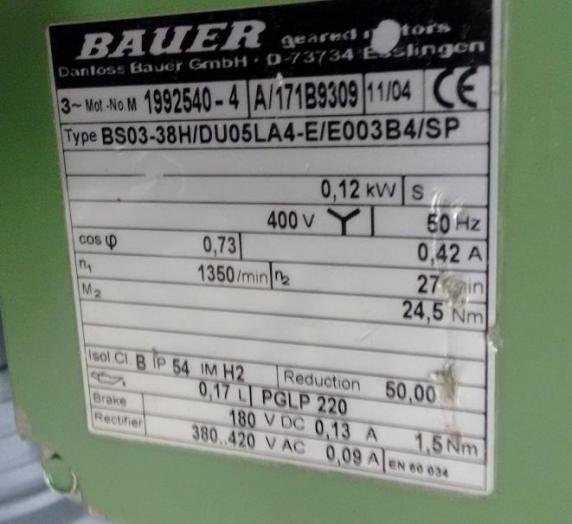 BAUER geared motors
Danfoss Bauer GmbH · D-73734 Esslingen
3~ Mot.-No.M 1992540-4 A/171B9309 11/04 CE
Type BS03-38H/DU05LA4-E/E003B4/SP
0,12 kW S
400 V Y 50 Hz
cos φ 0,73 0,42 A
n1 1350/min n2 27/min
M2 24,5 Nm
Isol.Cl. B IP 54 IM H2 Reduction 50,00
0,17 L PGLP 220
Brake 180 V DC 0,13 A 1,5 Nm
Rectifier 380..420 V AC 0,09 A EN 60 034